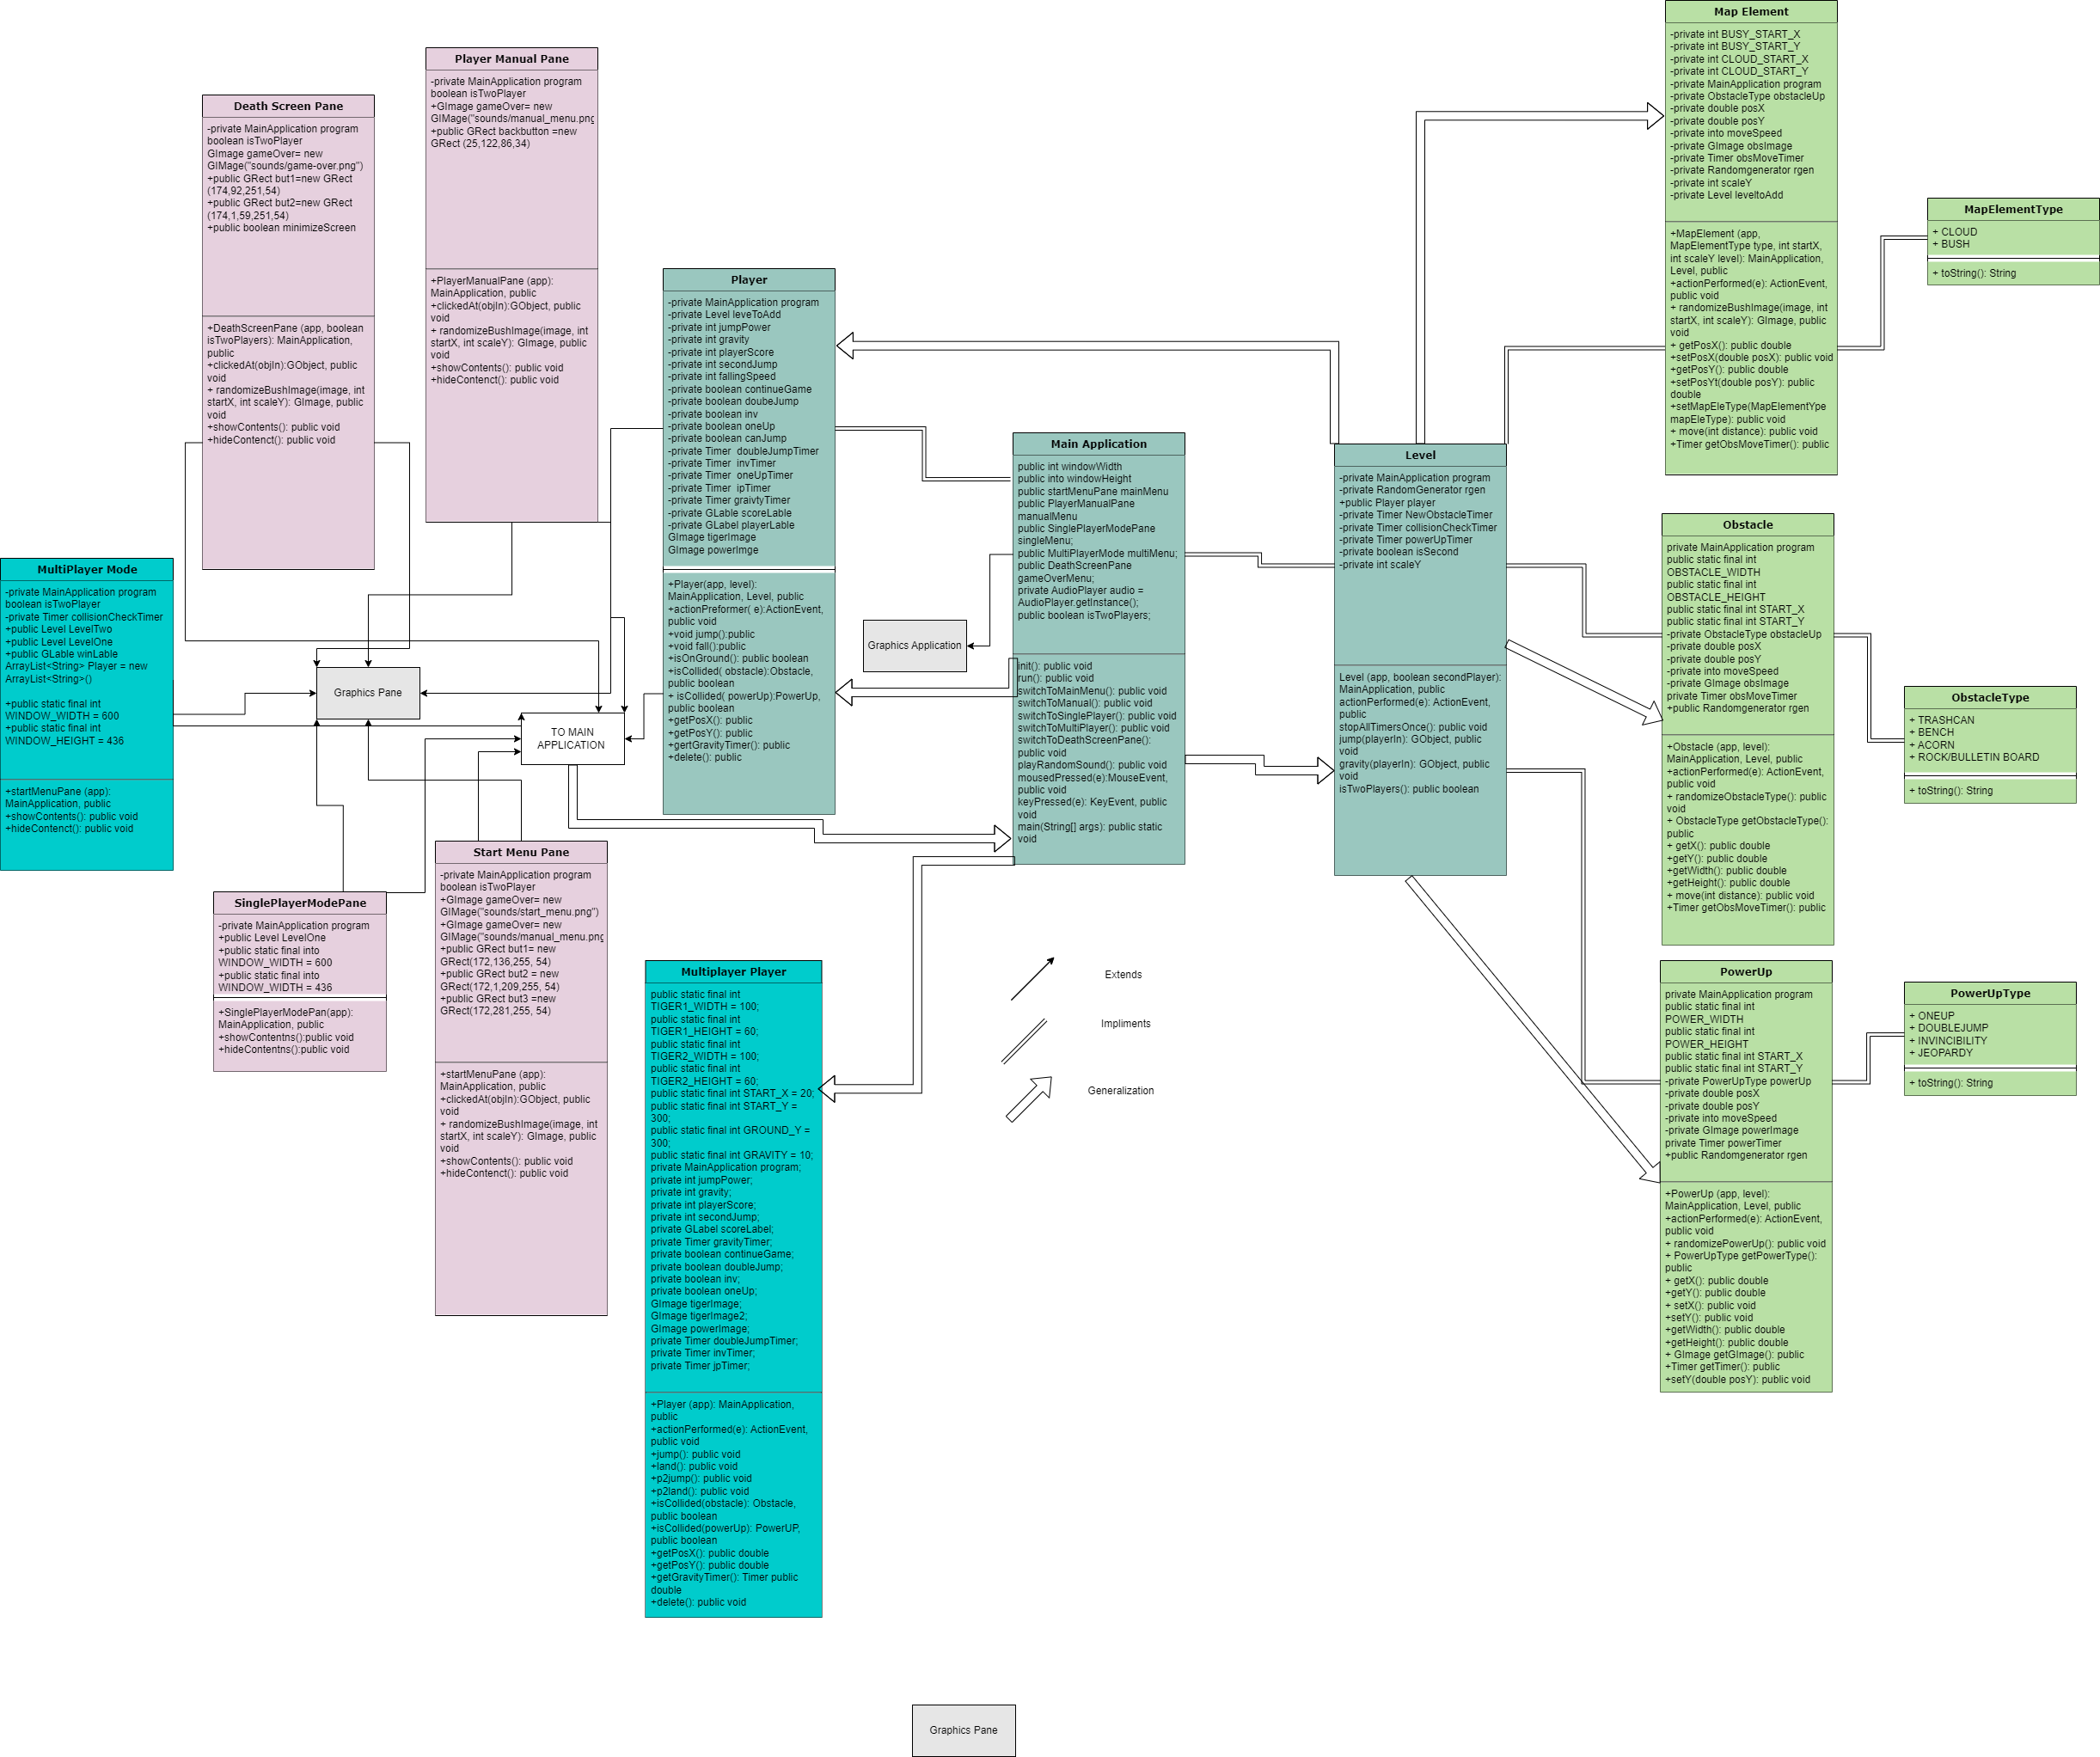 Map Element
-private int BUSY_START_X
-private int BUSY_START_Y
-private int CLOUD_START_X
-private int CLOUD_START_Y
-private MainApplication program
-private ObstacleType obstacleUp
-private double posX
-private double posY
-private into moveSpeed
-private GImage obsImage
-private Timer obsMoveTimer
-private Randomgenerator rgen
-private int scaleY
-private Level leveltoAdd
+MapElement (app,
MapElementType type, int startX,
int scaleY level): MainApplication,
Level, public
+actionPerformed(e): ActionEvent,
public void
+ randomizeBushImage(image, int
startX, int scaleY): GImage, public
void
+ getPosX(): public double
+setPosX(double posX): public void
+getPosY(): public double
+setPosYt(double posY): public
double
+setMapEleType(MapElementYpe
mapEleType): public void
+ move(int distance): public void
+Timer getObsMoveTimer(): public
MapElementType
+ CLOUD
+ BUSH
+ toString(): String
Player Manual Pane
-private MainApplication program
boolean isTwoPlayer
+GImage gameOver= new
GIMage("sounds/manual_menu.png
+public GRect backbutton =new
GRect (25,122,86,34)
+PlayerManualPane (app):
MainApplication, public
+clickedAt(objIn):GObject, public
void
+ randomizeBushImage(image, int
startX, int scaleY): GImage, public
void
+showContents(): public void
+hideContenct(): public void
Death Screen Pane
-private MainApplication program
boolean isTwoPlayer
GImage gameOver= new
GIMage("sounds/game-over.png")
+public GRect but1=new GRect
(174,92,251,54)
+public GRect but2=new GRect
(174,1,59,251,54)
+public boolean minimizeScreen
+DeathScreenPane (app, boolean
isTwoPlayers): MainApplication,
public
+clickedAt(objIn):GObject, public
void
+ randomizeBushImage(image, int
startX, int scaleY): GImage, public
void
+showContents(): public void
+hideContenct(): public void
Player
-private MainApplication program
-private Level leveToAdd
-private int jumpPower
-private int gravity
-private int playerScore
-private int secondJump
-private int fallingSpeed
-private boolean continueGame
-private boolean doubeJump
-private boolean inv
-private boolean oneUp
-private boolean canJump
-private Timer  doubleJumpTimer
-private Timer  invTimer
-private Timer  oneUpTimer
-private Timer  ipTimer
-private Timer graivtyTimer
-private GLable scoreLable
-private GLabel playerLable
GImage tigerImage
GImage powerImge
+Player(app, level):
MainApplication, Level, public
+actionPreformer( e):ActionEvent,
public void
+void jump():public
+void fall():public
+isOnGround(): public boolean
+isCollided( obstacle):Obstacle,
public boolean
+ isCollided( powerUp):PowerUp,
public boolean
+getPosX(): public
+getPosY(): public
+gertGravityTimer(): public
+delete(): public
Main Application
public int windowWidth
public into windowHeight
public startMenuPane mainMenu
public PlayerManualPane
manualMenu
public SinglePlayerModePane
singleMenu;
public MultiPlayerMode multiMenu;
public DeathScreenPane
gameOverMenu;
private AudioPlayer audio =
AudioPlayer.getInstance();
public boolean isTwoPlayers;
init(): public void
run(): public void
switchToMainMenu(): public void
switchToManual(): public void
switchToSinglePlayer(): public void
switchToMultiPlayer(): public void
switchToDeathScreenPane():
public void
playRandomSound(): public void
mousedPressed(e):MouseEvent,
public void
keyPressed(e): KeyEvent, public
void
main(String[] args): public static
void
Level
-private MainApplication program
-private RandomGenerator rgen
+public Player player
-private Timer NewObstacleTimer
-private Timer collisionCheckTimer
-private Timer powerUpTimer
-private boolean isSecond
-private int scaleY
Level (app, boolean secondPlayer):
MainApplication, public
actionPerformed(e): ActionEvent,
public
stopAllTimersOnce(): public void
jump(playerIn): GObject, public
void
gravity(playerIn): GObject, public
void
isTwoPlayers(): public boolean
Obstacle
private MainApplication program
public static final int
OBSTACLE_WIDTH
public static final int
OBSTACLE_HEIGHT
public static final int START_X
public static final int START_Y
-private ObstacleType obstacleUp
-private double posX
-private double posY
-private into moveSpeed
-private GImage obsImage
private Timer obsMoveTimer
+public Randomgenerator rgen
+Obstacle (app, level):
MainApplication, Level, public
+actionPerformed(e): ActionEvent,
public void
+ randomizeObstacleType(): public
void
+ ObstacleType getObstacleType():
public
+ getX(): public double
+getY(): public double
+getWidth(): public double
+getHeight(): public double
+ move(int distance): public void
+Timer getObsMoveTimer(): public
ObstacleType
+ TRASHCAN
+ BENCH
+ ACORN
+ ROCK/BULLETIN BOARD
+ toString(): String
MultiPlayer Mode
-private MainApplication program
boolean isTwoPlayer
-private Timer collisionCheckTimer
+public Level LevelTwo
+public Level LevelOne
+public GLable winLable
ArrayList<String> Player = new
ArrayList<String>()
+public static final int
WINDOW_WIDTH = 600
+public static final int
WINDOW_HEIGHT = 436
+startMenuPane (app):
MainApplication, public
+showContents(): public void
+hideContenct(): public void
Graphics Pane
Graphics Application
TO MAIN
APPLICATION
SinglePlayerModePane
-private MainApplication program
+public Level LevelOne
+public static final into
WINDOW_WIDTH = 600
+public static final into
WINDOW_WIDTH = 436
+SinglePlayerModePan(app):
MainApplication, public
+showContentns():public void
+hideContentns():public void
Start Menu Pane
-private MainApplication program
boolean isTwoPlayer
+GImage gameOver= new
GIMage("sounds/start_menu.png")
+GImage gameOver= new
GIMage("sounds/manual_menu.png
+public GRect but1= new
GRect(172,136,255, 54)
+public GRect but2 = new
GRect(172,1,209,255, 54)
+public GRect but3 =new
GRect(172,281,255, 54)
+startMenuPane (app):
MainApplication, public
+clickedAt(objIn):GObject, public
void
+ randomizeBushImage(image, int
startX, int scaleY): GImage, public
void
+showContents(): public void
+hideContenct(): public void
Multiplayer Player
public static final int
TIGER1_WIDTH = 100;
public static final int
TIGER1_HEIGHT = 60;
public static final int
TIGER2_WIDTH = 100;
public static final int
TIGER2_HEIGHT = 60;
public static final int START_X = 20;
public static final int START_Y =
300;
public static final int GROUND_Y =
300;
public static final int GRAVITY = 10;
private MainApplication program;
private int jumpPower;
private int gravity;
private int playerScore;
private int secondJump;
private GLabel scoreLabel;
private Timer gravityTimer;
private boolean continueGame;
private boolean doubleJump;
private boolean inv;
private boolean oneUp;
GImage tigerImage;
GImage tigerImage2;
GImage powerImage;
private Timer doubleJumpTimer;
private Timer invTimer;
private Timer jpTimer;
+Player (app): MainApplication,
public
+actionPerformed(e): ActionEvent,
public void
+jump(): public void
+land(): public void
+p2jump(): public void
+p2land(): public void
+isCollided(obstacle): Obstacle,
public boolean
+isCollided(powerUp): PowerUP,
public boolean
+getPosX(): public double
+getPosY(): public double
+getGravityTimer(): Timer public
double
+delete(): public void
Extends
Impliments
Generalization
PowerUp
private MainApplication program
public static final int
POWER_WIDTH
public static final int
POWER_HEIGHT
public static final int START_X
public static final int START_Y
-private PowerUpType powerUp
-private double posX
-private double posY
-private into moveSpeed
-private GImage powerImage
private Timer powerTimer
+public Randomgenerator rgen
+PowerUp (app, level):
MainApplication, Level, public
+actionPerformed(e): ActionEvent,
public void
+ randomizePowerUp(): public void
+ PowerUpType getPowerType():
public
+ getX(): public double
+getY(): public double
+ setX(): public void
+setY(): public void
+getWidth(): public double
+getHeight(): public double
+ GImage getGImage(): public
+Timer getTimer(): public
+setY(double posY): public void
PowerUpType
+ ONEUP
+ DOUBLEJUMP
+ INVINCIBILITY
+ JEOPARDY
+ toString(): String
Graphics Pane